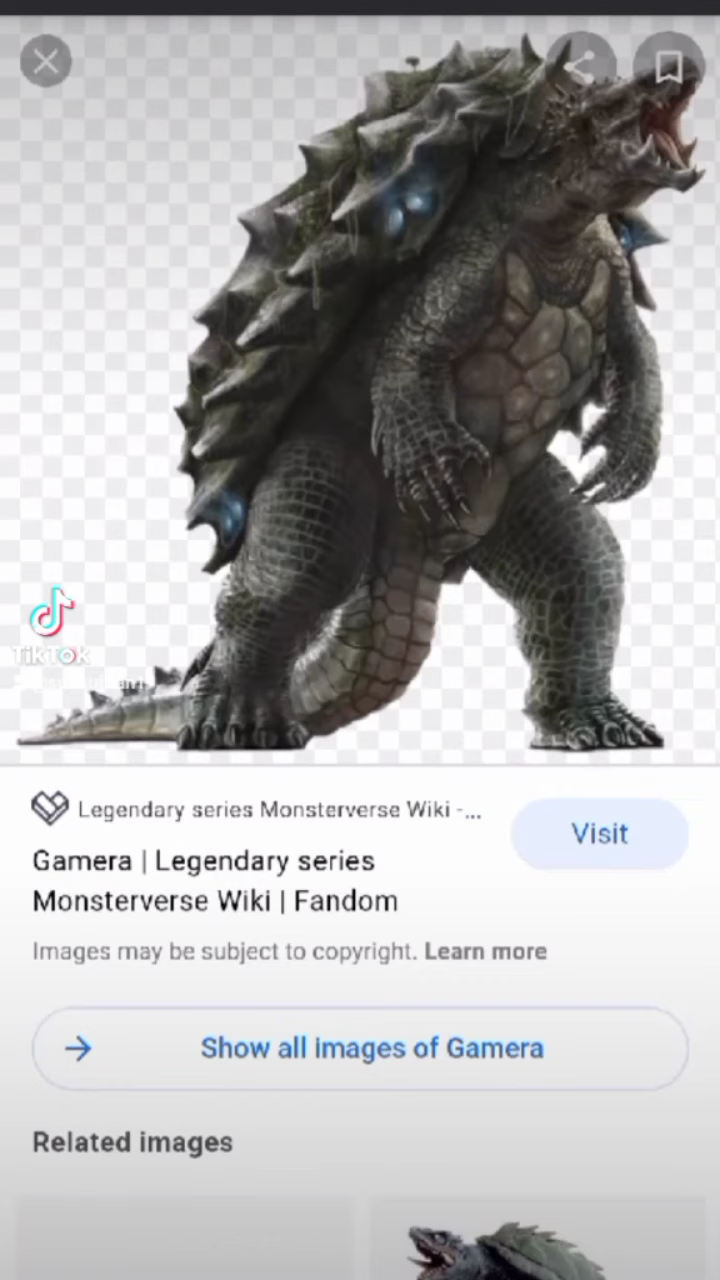 TikTok
Legendary series Monsterverse Wiki -...
Visit
Gamera | Legendary series
Monsterverse Wiki | Fandom
Images may be subject to copyright. Learn more
Show all images of Gamera
Related images